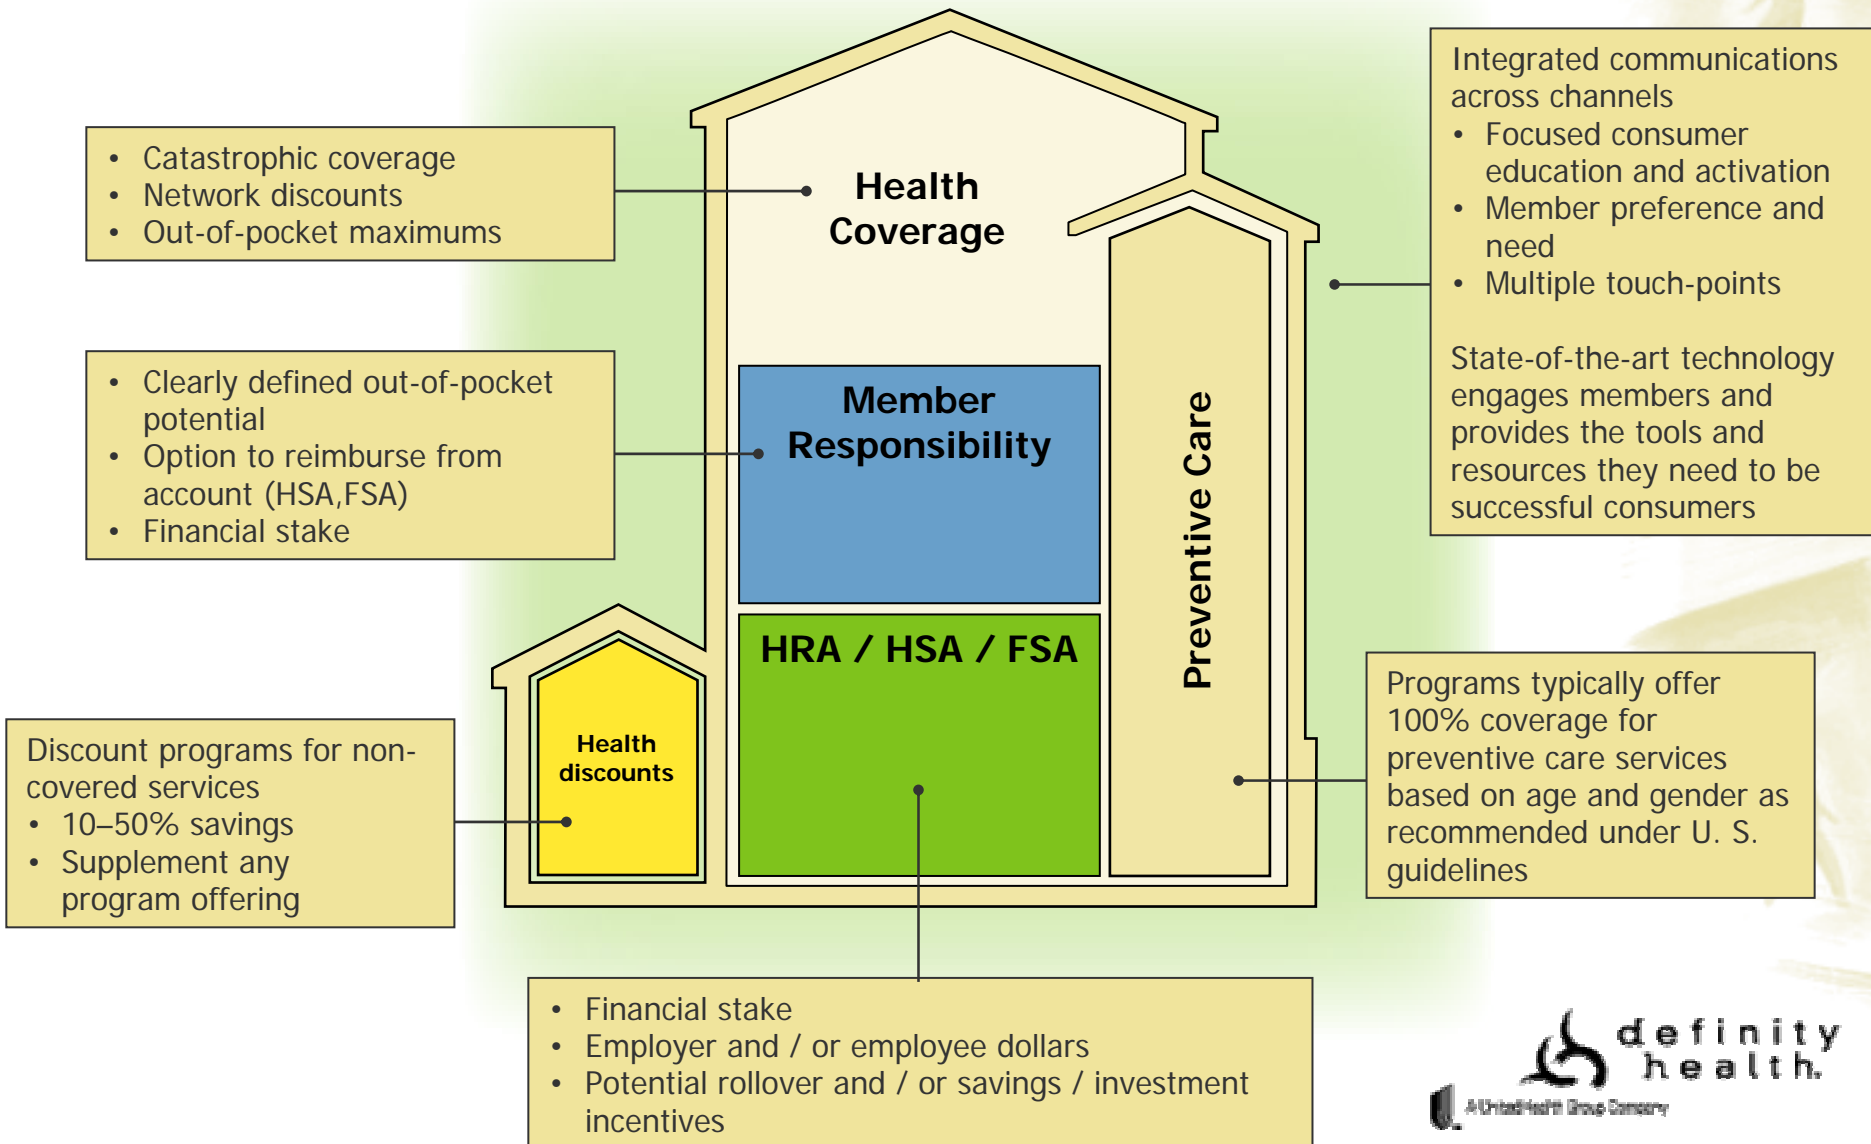 Health
Coverage
• Catastrophic coverage
• Network discounts
• Out-of-pocket maximums
Integrated communications
across channels
• Focused consumer
education and activation
• Member preference and
need
• Multiple touch-points
State-of-the-art technology
engages members and
provides the tools and
resources they need to be
successful consumers
Member
Responsibility
• Clearly defined out-of-pocket
potential
• Option to reimburse from
account (HSA,FSA)
• Financial stake
Preventive Care
HRA / HSA / FSA
Health
discounts
Discount programs for non-
covered services
• 10–50% savings
• Supplement any
program offering
Programs typically offer
100% coverage for
preventive care services
based on age and gender as
recommended under U. S.
guidelines
• Financial stake
• Employer and / or employee dollars
• Potential rollover and / or savings / investment
incentives
definity
health.
A UnitedHealth Group Company